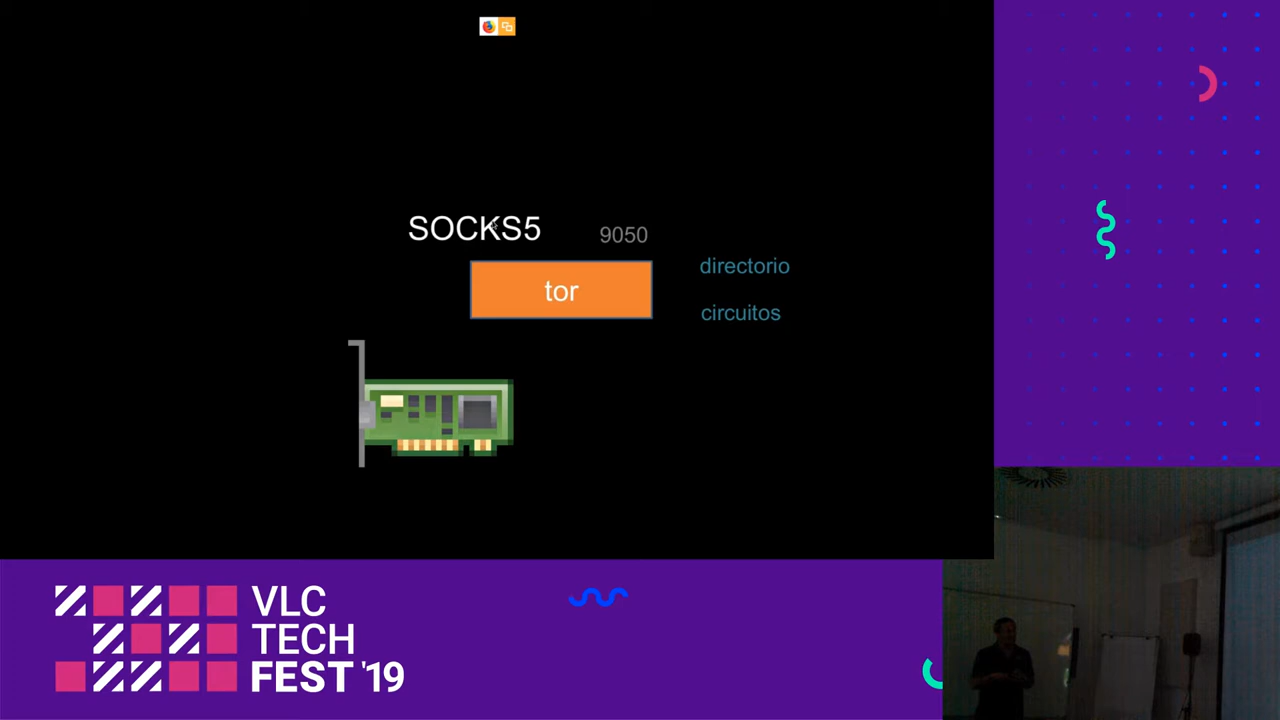 SOCKS5
9050
tor
directorio
circuitos
VLC
TECH
FEST '19